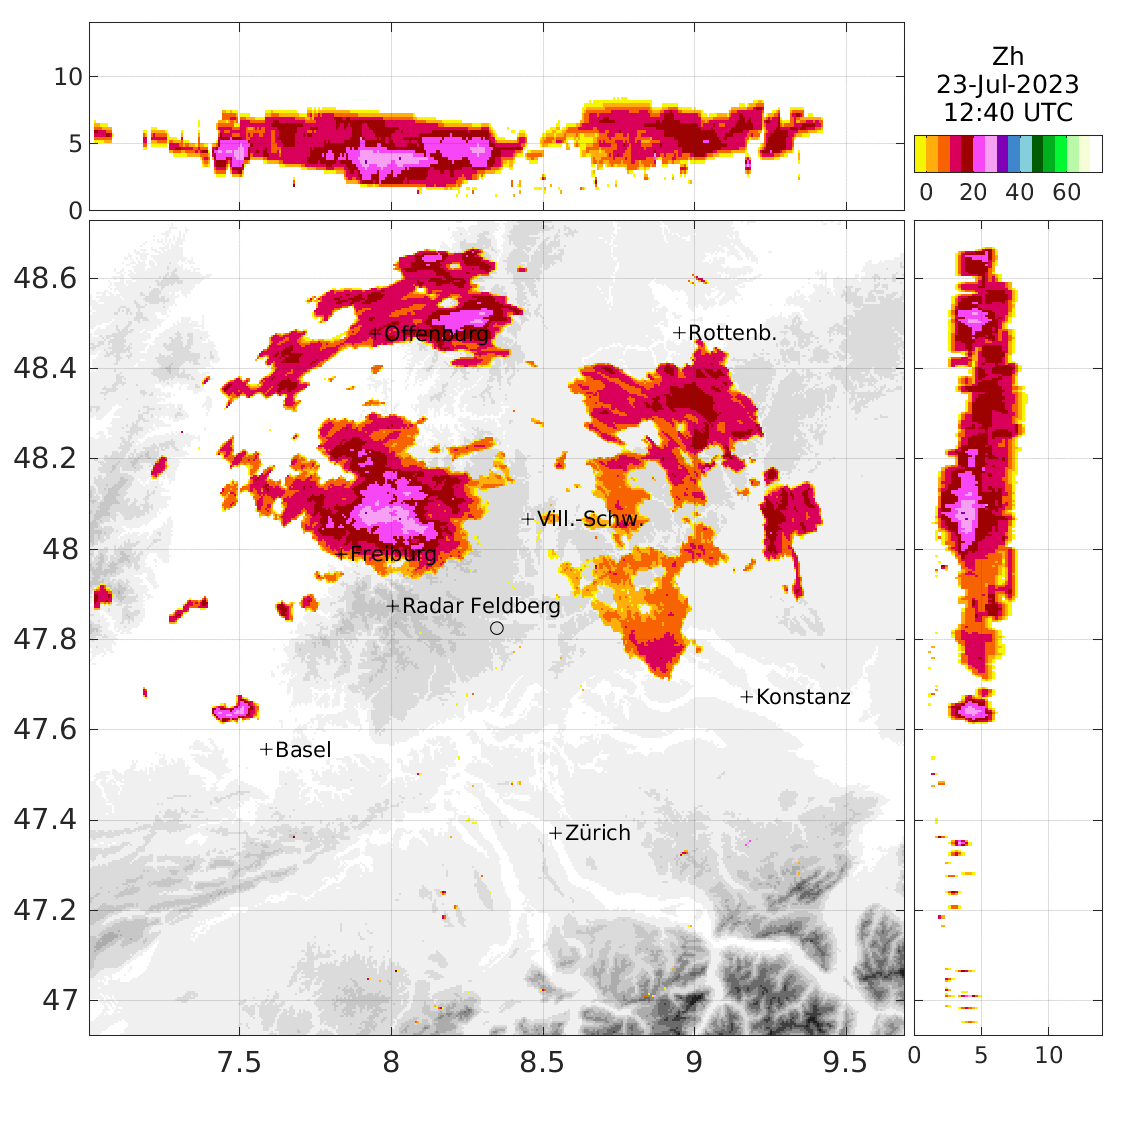 Zh
23-Jul-2023
12:40 UTC
0 20 40 60
10
5
0
48.6
48.4
48.2
48
47.8
47.6
47.4
47.2
47
Offenburg
Rottenb.
Vill.-Schw.
Freiburg
Radar Feldberg
Konstanz
Basel
Zürich
7.5 8 8.5 9 9.5
0 5 10